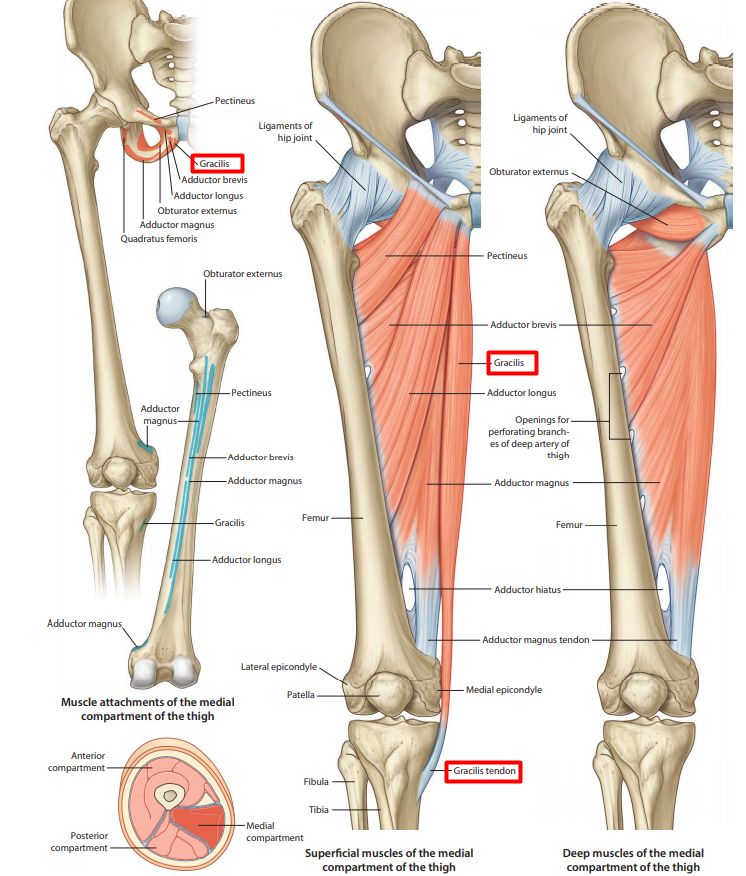 Pectineus
Gracilis
Adductor brevis
Adductor longus
Obturator externus
Adductor magnus
Quadratus femoris
Obturator externus
Pectineus
Adductor
magnus
Adductor brevis
Adductor magnus
Gracilis
Adductor longus
Adductor magnus
Muscle attachments of the medial
compartment of the thigh
Anterior
compartment
Posterior
compartment
Medial
compartment
Ligaments of
hip joint
Pectineus
Adductor brevis
Gracilis
Adductor longus
Adductor magnus
Femur
Adductor hiatus
Adductor magnus tendon
Lateral epicondyle
Patella
Medial epicondyle
Gracilis tendon
Fibula
Tibia
Superficial muscles of the medial
compartment of the thigh
Ligaments of
hip joint
Obturator externus
Openings for
perforating branch-
es of deep artery of
thigh
Femur
Deep muscles of the medial
compartment of the thigh